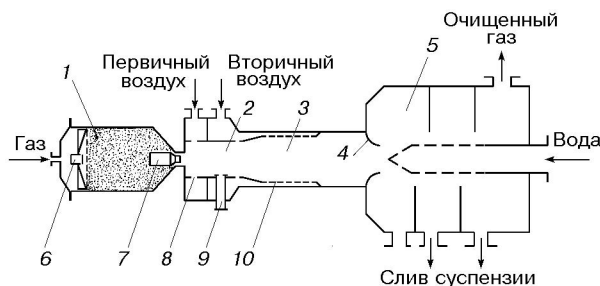 Очищенный
газ
Первичный
воздух
Вторичный
воздух
1
2
3
4
5
Газ
Вода
6
7
8
9
10
Слив суспензии